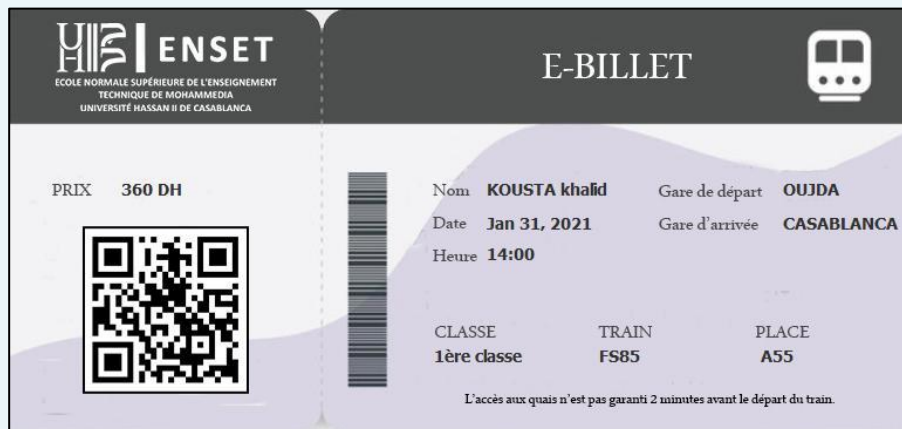 ENSET
ECOLE NORMALE SUPÉRIEURE DE L'ENSEIGNEMENT
TECHNIQUE DE MOHAMMEDIA
UNIVERSITÉ HASSAN II DE CASABLANCA
E-BILLET
PRIX 360 DH
Nom KOUSTA khalid Gare de départ OUJDA
Date Jan 31, 2021 Gare d'arrivée CASABLANCA
Heure 14:00
CLASSE TRAIN PLACE
1ère classe FS85 A55
L'accès aux quais n'est pas garanti 2 minutes avant le départ du train.